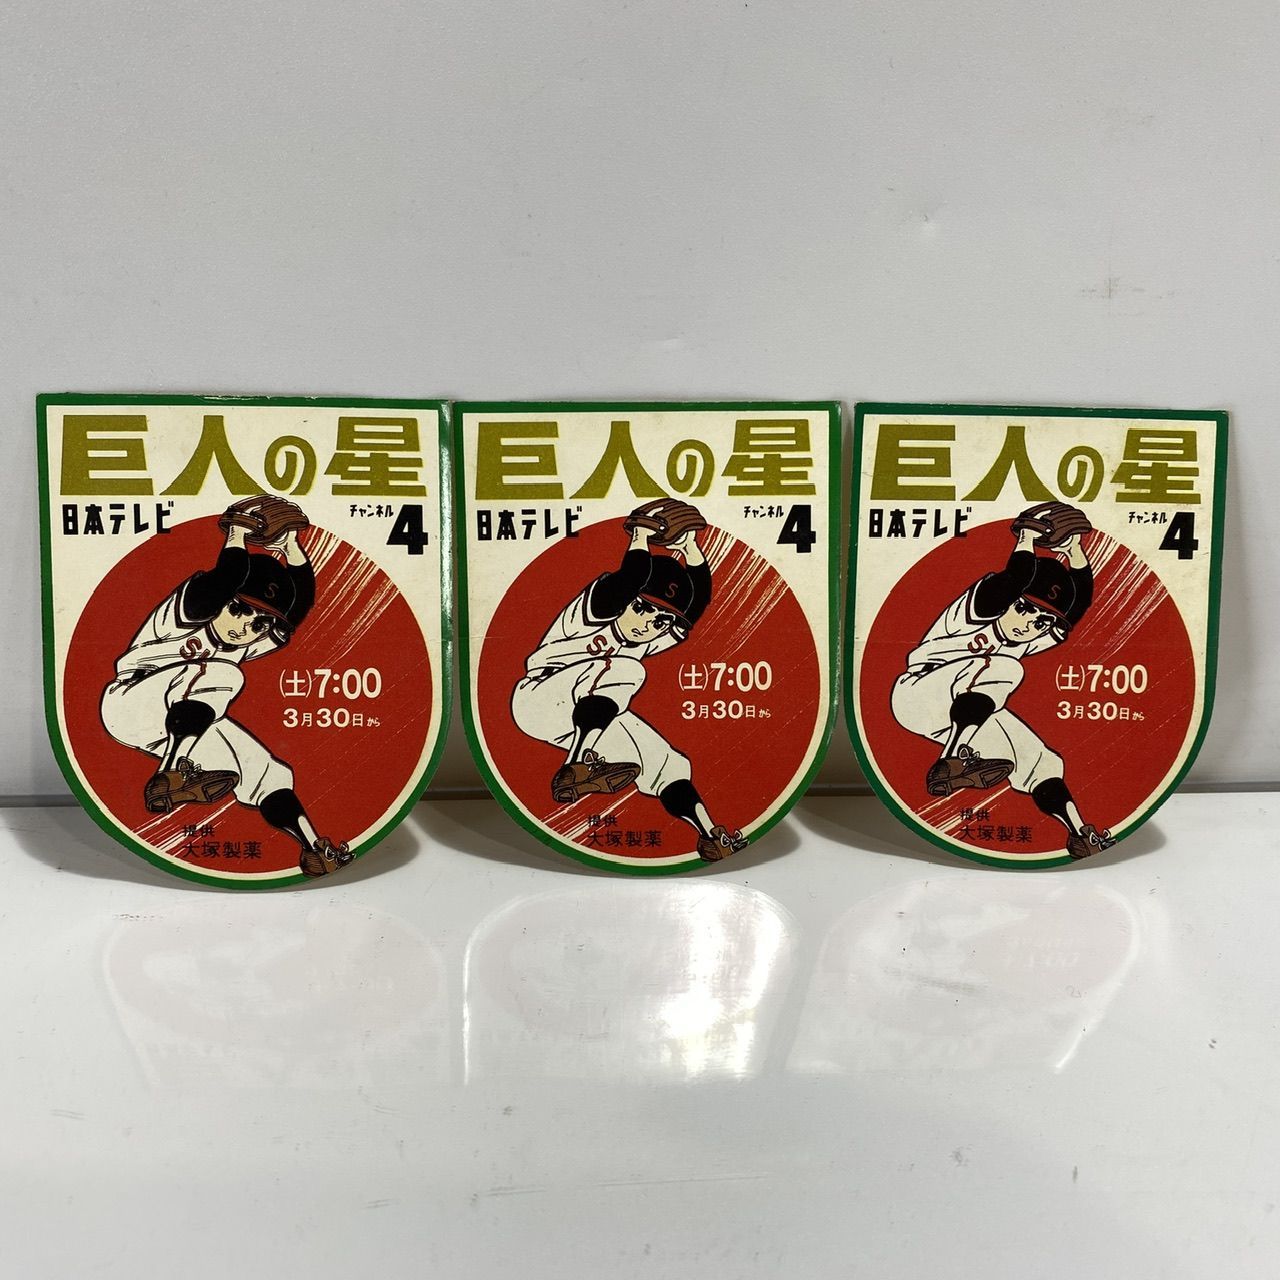 巨人の星
日本テレビ
チャンネル
4
S
(土)7:00
3月30日から
提供
大塚製薬
巨人の星
日本テレビ
チャンネル
4
S
(土)7:00
3月30日から
提供
大塚製薬
巨人の星
日本テレビ
チャンネル
4
S
(土)7:00
3月30日から
提供
大塚製薬